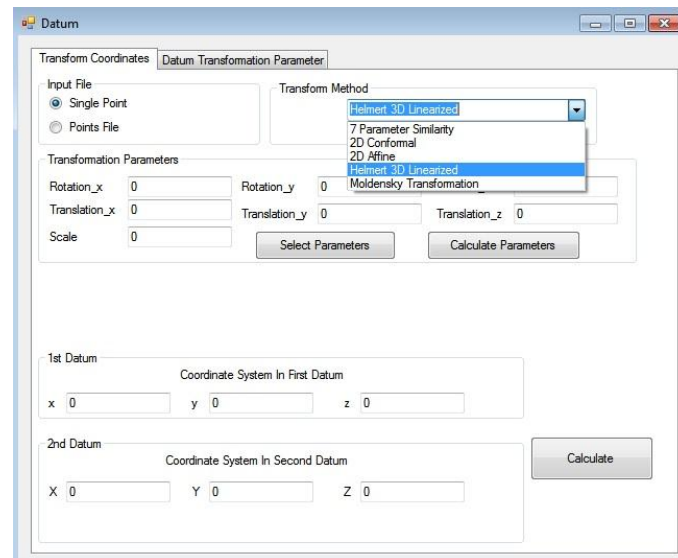 Datum
Transform Coordinates Datum Transformation Parameter
Input File
Single Point
Points File
Transform Method
Helmert 3D Linearized
7 Parameter Similarity
2D Conformal
2D Affine
Helmert 3D Linearized
Moldensky Transformation
Transformation Parameters
Rotation_x 0 Rotation_y 0
Translation_x 0 Translation_y 0 Translation_z 0
Scale 0 Select Parameters Calculate Parameters
1st Datum
Coordinate System In First Datum
x 0 y 0 z 0
2nd Datum
Coordinate System In Second Datum
X 0 Y 0 Z 0
Calculate